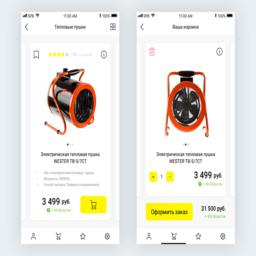 GFB
11:00 AM
100%
Тепловые пушки
Электрическая тепловая пушка
WESTER TB-5/7CT
3 499 руб.
GFB
11:00 AM
100%
Ваша корзина
Электрическая тепловая пушка
WESTER TB-5/7CT
1
3 499 руб.
Оформить заказ
31 500 руб.